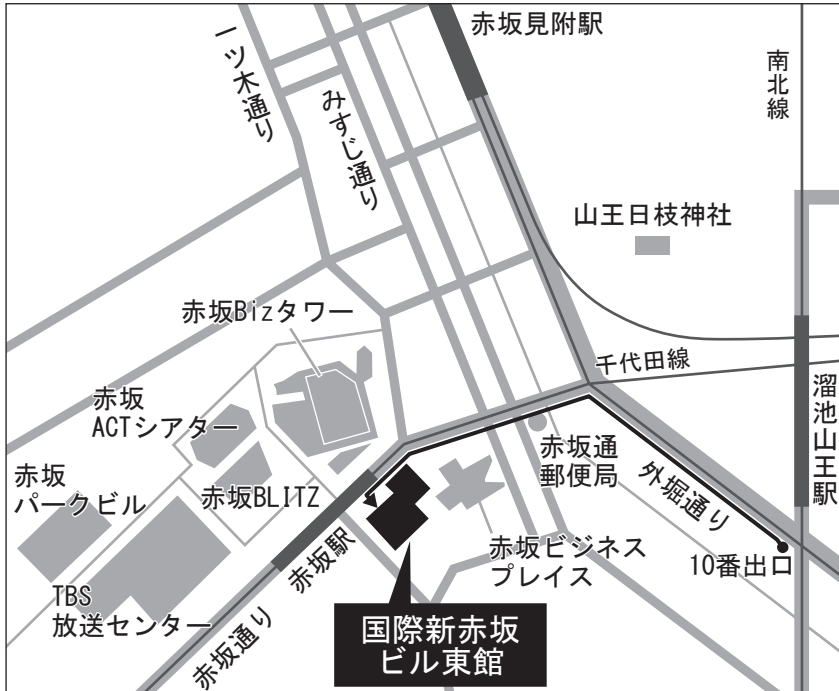 赤坂見附駅
一ツ木通り
みすじ通り
南北線
山王日枝神社
赤坂Bizタワー
千代田線
溜池山王駅
赤坂
ACTシアター
赤坂通
郵便局
外堀通り
赤坂
パークビル
赤坂BLITZ
赤坂駅
赤坂ビジネス
プレイス
10番出口
TBS
放送センター
赤坂通り
国際新赤坂
ビル東館